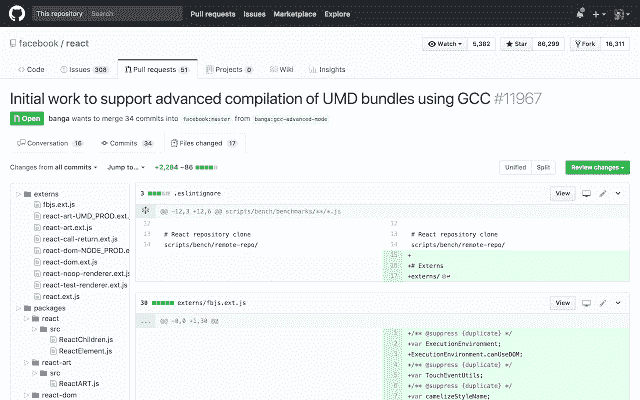 This repository Search Pull requests Issues Marketplace Explore
facebook / react Watch 5,382 Star 86,299 Fork 16,311
Code Issues 308 Pull requests 51 Projects 0 Wiki Insights
Initial work to support advanced compilation of UMD bundles using GCC #11967
Open banga wants to merge 34 commits into facebook:master from banga:gcc-advanced-mode
Conversation 16 Commits 34 Files changed 17
Changes from all commits Jump to... +2,284 −86 Unified Split Review changes
externs
fbjs.ext.js
react-art-UMD_PROD.ext.
react-art.ext.js
react-call-return.ext.js
react-dom-NODE_PROD.e
react-dom.ext.js
react-noop-renderer.ext.js
react-test-renderer.ext.js
react.ext.js
packages
react
src
ReactChildren.js
ReactElement.js
react-art
src
ReactART.js
react-dom
3 .eslintignore View
@@ -12,3 +12,6 @@ scripts/bench/benchmarks/**/*.js
12 12
13 # React repository clone 13 # React repository clone
14 scripts/bench/remote-repo/ 14 scripts/bench/remote-repo/
15 +
16 +# Externs
17 +externs/
30 externs/fbjs.ext.js View
... @@ -0,0 +1,30 @@
1 +/** @suppress {duplicate} */
2 +var ExecutionEnvironment;
3 +ExecutionEnvironment.canUseDOM;
4 +/** @suppress {duplicate} */
5 +var TouchEventUtils;
6 +/** @suppress {duplicate} */
7 +var camelizeStyleName;